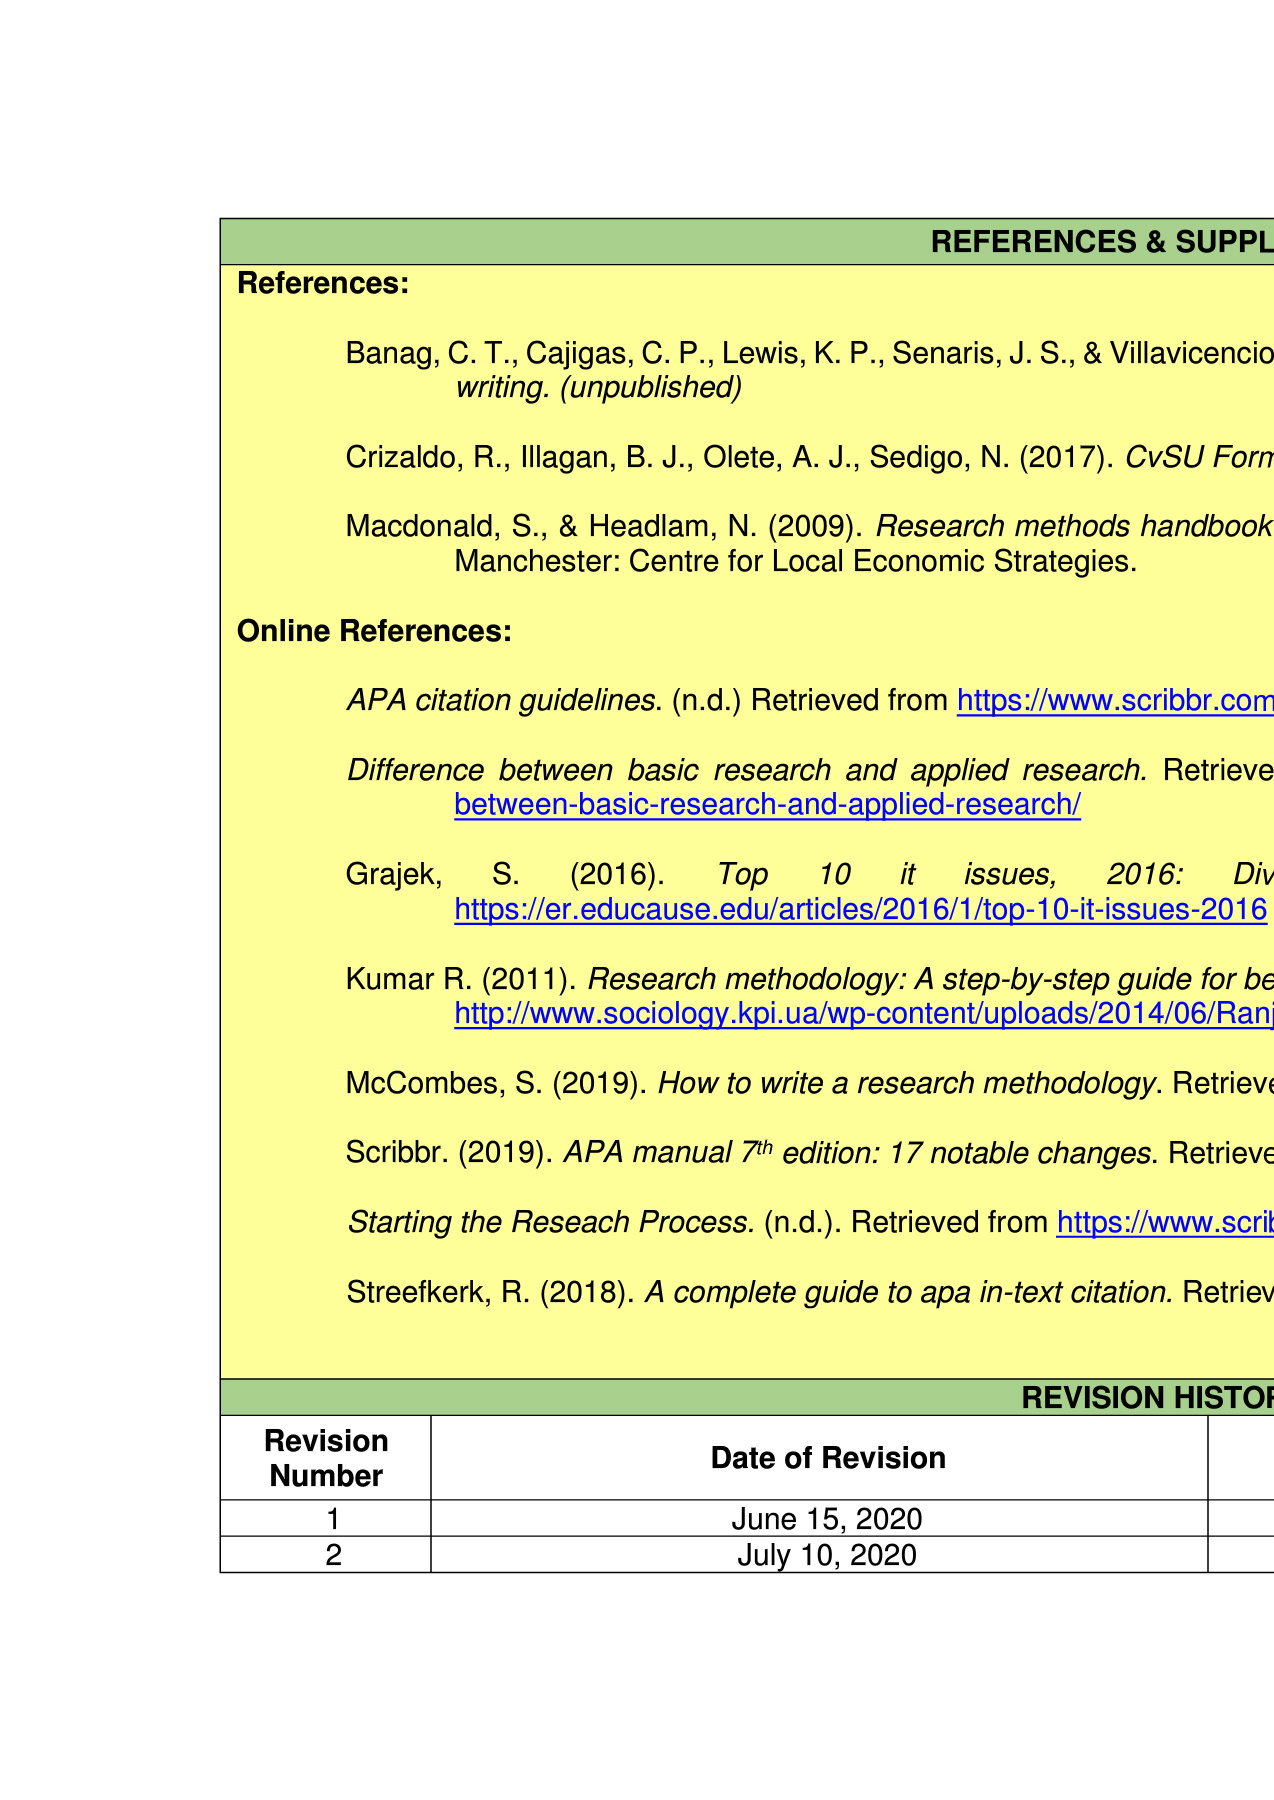 REFERENCES & SUPPL
References:
Banag, C. T., Cajigas, C. P., Lewis, K. P., Senaris, J. S., & Villavicencio
writing. (unpublished)
Crizaldo, R., Illagan, B. J., Olete, A. J., Sedigo, N. (2017). CvSU Form
Macdonald, S., & Headlam, N. (2009). Research methods handbook
Manchester: Centre for Local Economic Strategies.
Online References:
APA citation guidelines. (n.d.) Retrieved from https://www.scribbr.com
Difference between basic research and applied research. Retrieve
between-basic-research-and-applied-research/
Grajek, S. (2016). Top 10 it issues, 2016: Div
https://er.educause.edu/articles/2016/1/top-10-it-issues-2016
Kumar R. (2011). Research methodology: A step-by-step guide for be
http://www.sociology.kpi.ua/wp-content/uploads/2014/06/Ranj
McCombes, S. (2019). How to write a research methodology. Retrieve
Scribbr. (2019). APA manual 7th edition: 17 notable changes. Retrieve
Starting the Reseach Process. (n.d.). Retrieved from https://www.scrib
Streefkerk, R. (2018). A complete guide to apa in-text citation. Retriev
REVISION HISTOR
Revision
Number
Date of Revision
1
June 15, 2020
2
July 10, 2020